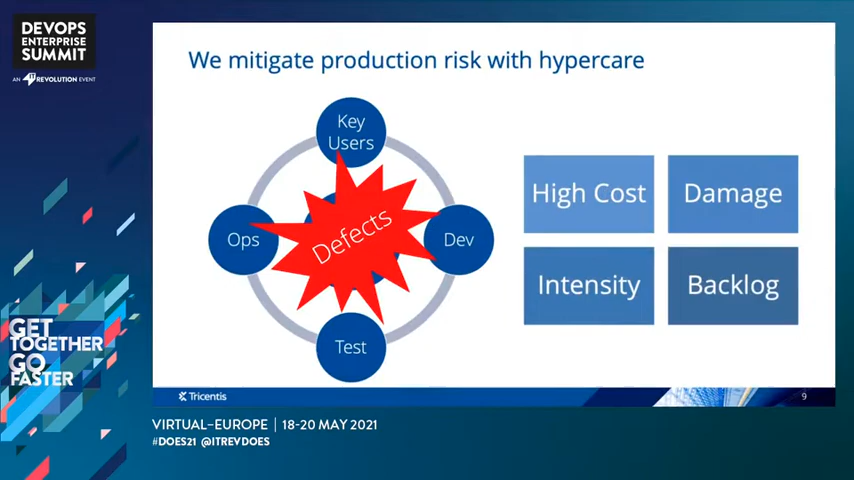 DEVOPS
ENTERPRISE
SUMMIT
AN IT REVOLUTION EVENT
We mitigate production risk with hypercare
Key
Users
Ops
Defects
Dev
Test
High Cost
Damage
Intensity
Backlog
GET
TOGETHER
GO
FASTER
Tricentis
9
VIRTUAL-EUROPE | 18-20 MAY 2021
#DOES21 @ITREVDOES